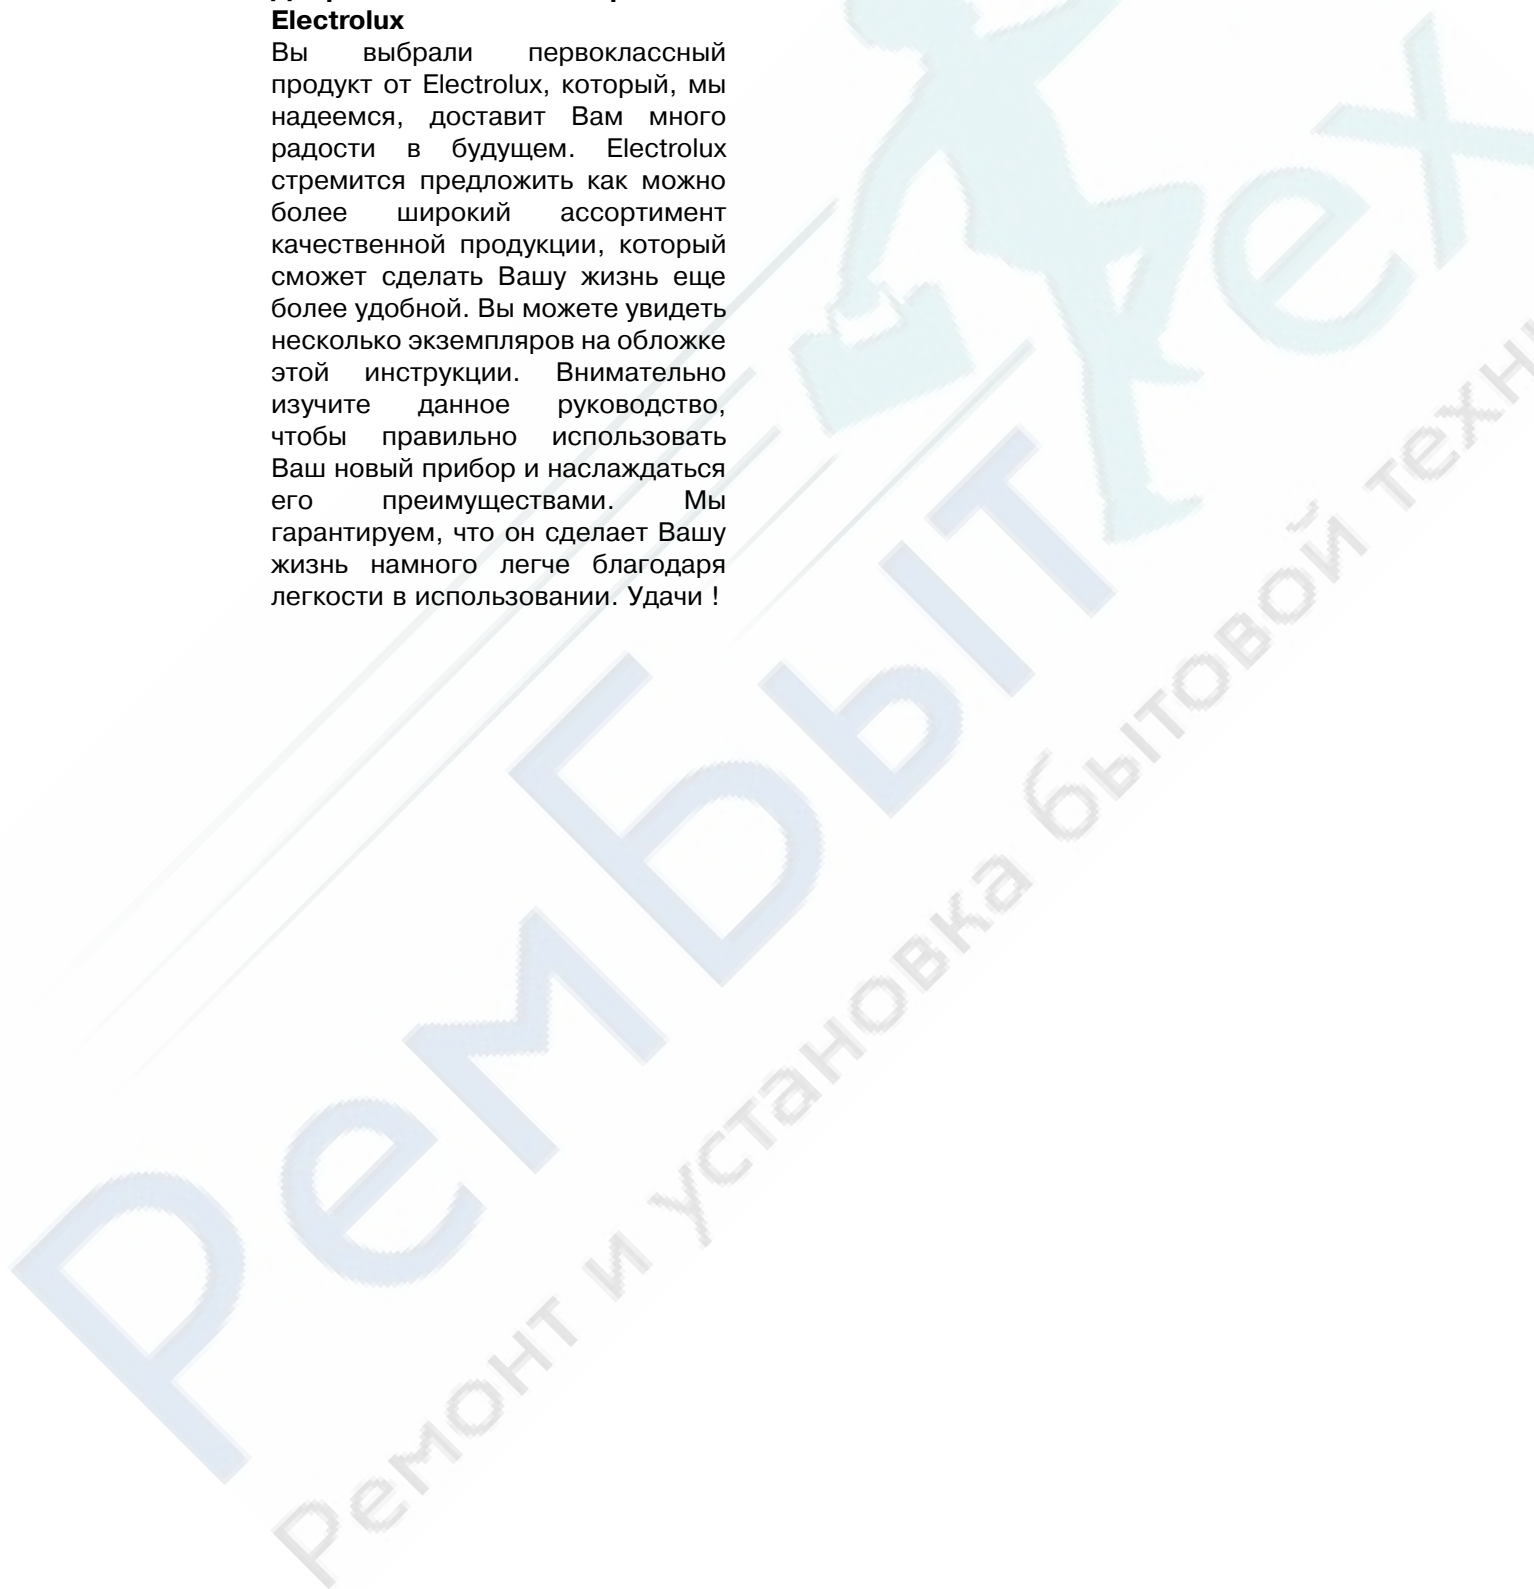 Electrolux
Вы выбрали первоклассный
продукт от Electrolux, который, мы
надеемся, доставит Вам много
радости в будущем. Electrolux
стремится предложить как можно
более широкий ассортимент
качественной продукции, который
сможет сделать Вашу жизнь еще
более удобной. Вы можете увидеть
несколько экземпляров на обложке
этой инструкции. Внимательно
изучите данное руководство,
чтобы правильно использовать
Ваш новый прибор и наслаждаться
его преимуществами. Мы
гарантируем, что он сделает Вашу
жизнь намного легче благодаря
легкости в использовании. Удачи !
РемБытТех
Ремонт и установка бытовой техни